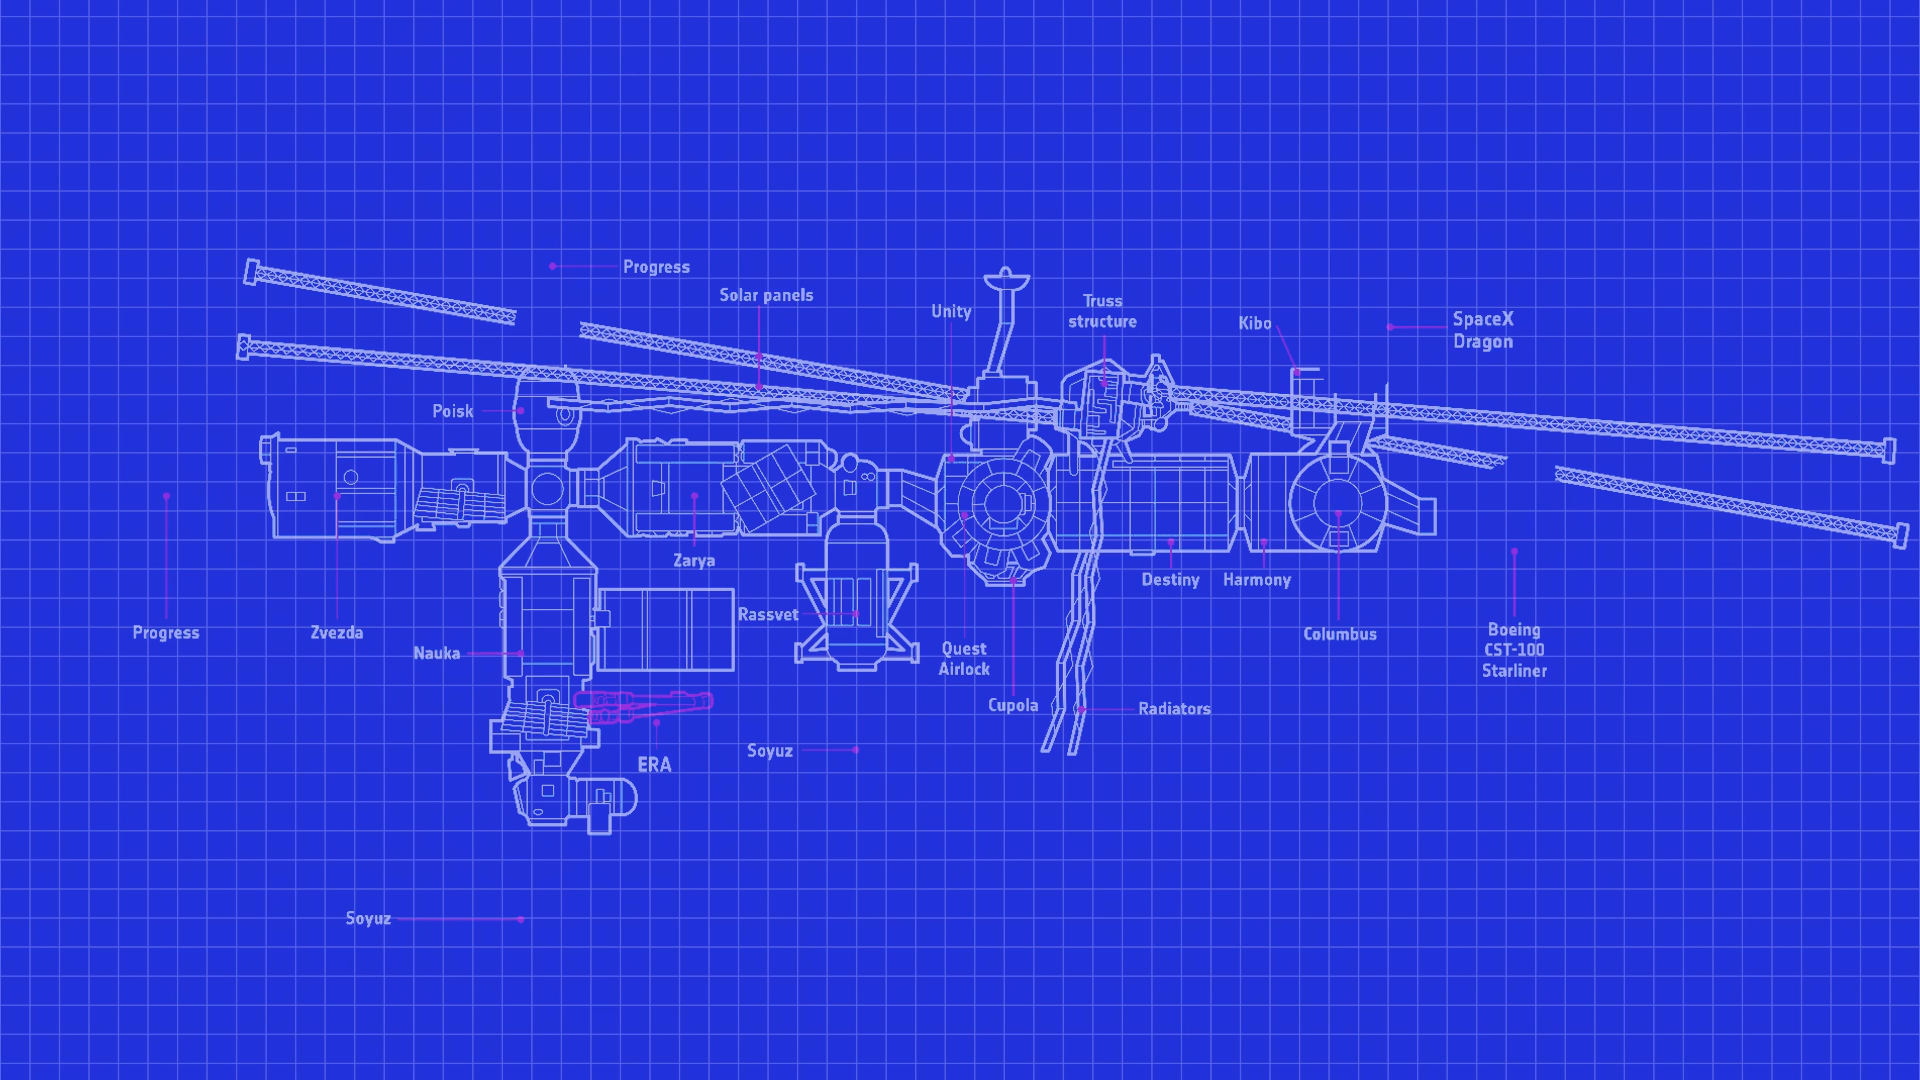 Progress
Solar panels
Unity
Truss
structure
Kibo
SpaceX
Dragon
Poisk
Zarya
Destiny
Harmony
Rassvet
Progress
Zvezda
Nauka
Quest
Airlock
Columbus
Boeing
CST-100
Starliner
Cupola
Radiators
Soyuz
ERA
Soyuz